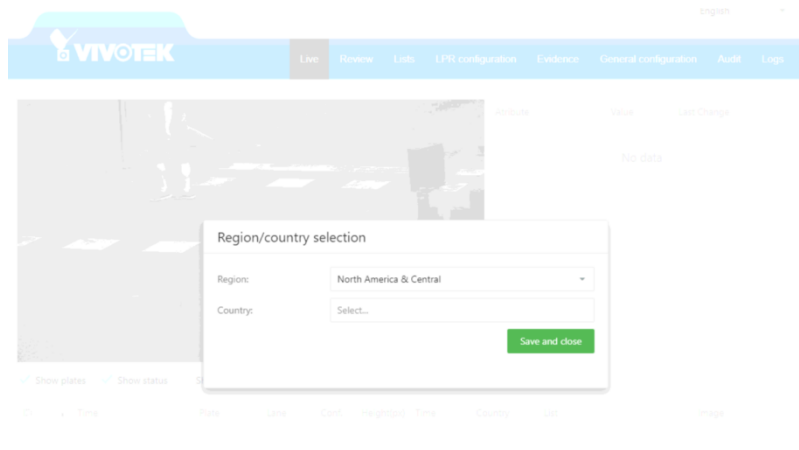 english
VIVOTEK
Live Review Lists LPR configuration Evidence General configuration Audit Logs
Attribute Value Last Change
No data
Region/country selection
Region: North America & Central
Country: Select...
Save and close
Show plates Show status
Time Plate Lane Conf. Time Country List Image